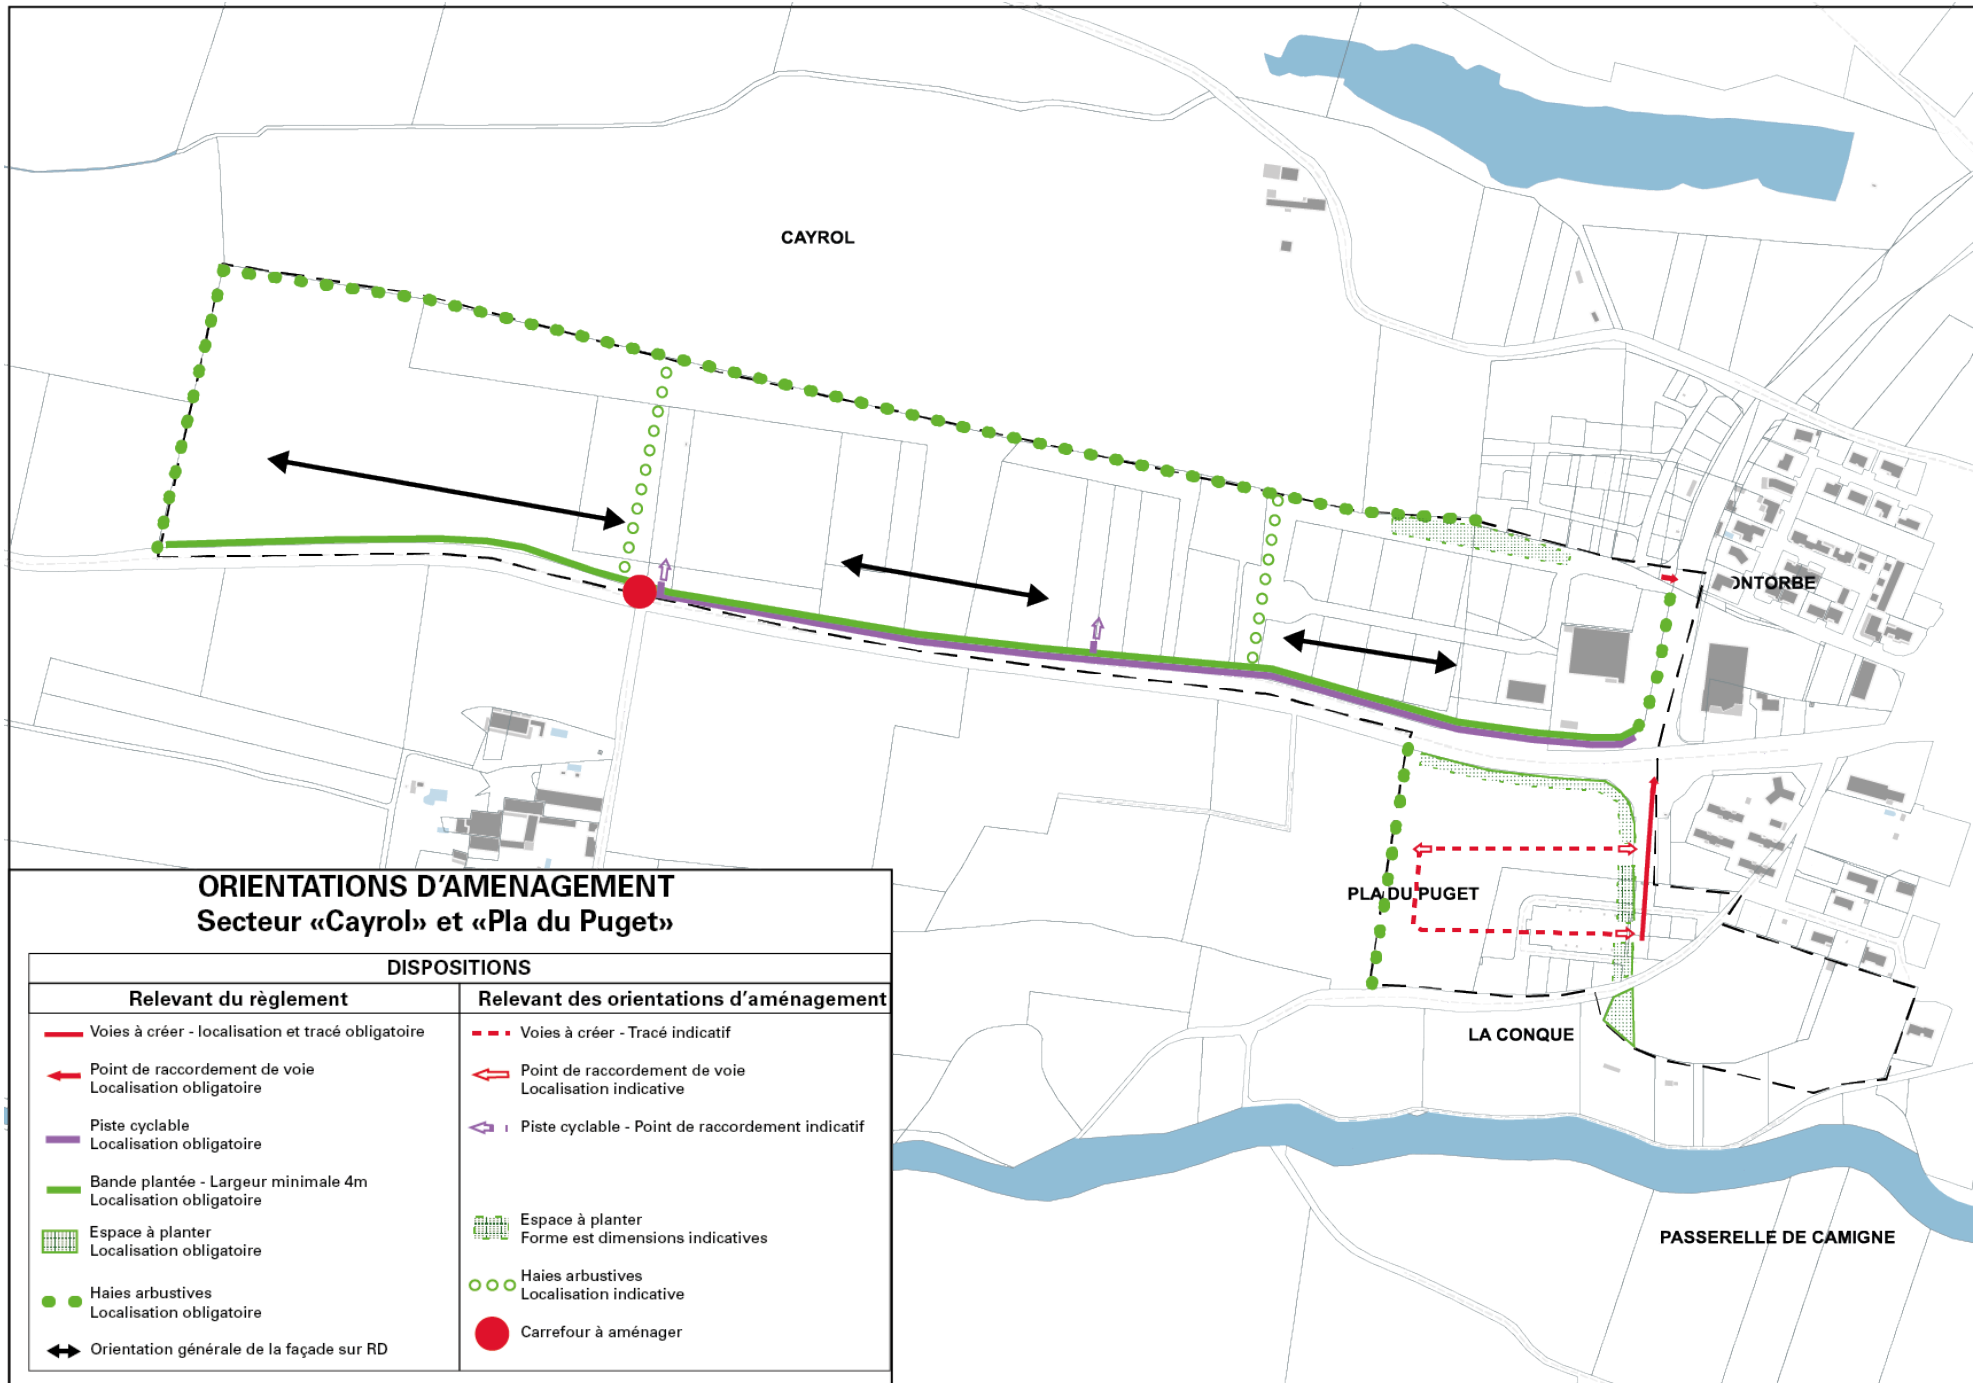 CAYROL
ONTORBE
PLA DU PUGET
LA CONQUE
PASSERELLE DE CAMIGNE
ORIENTATIONS D'AMENAGEMENT
Secteur «Cayrol» et «Pla du Puget»
DISPOSITIONS
Relevant du règlement
Voies à créer - localisation et tracé obligatoire
Point de raccordement de voie
Localisation obligatoire
Piste cyclable
Localisation obligatoire
Bande plantée - Largeur minimale 4m
Localisation obligatoire
Espace à planter
Localisation obligatoire
Haies arbustives
Localisation obligatoire
Orientation générale de la façade sur RD
Relevant des orientations d'aménagement
Voies à créer - Tracé indicatif
Point de raccordement de voie
Localisation indicative
Piste cyclable - Point de raccordement indicatif
Espace à planter
Forme est dimensions indicatives
Haies arbustives
Localisation indicative
Carrefour à aménager